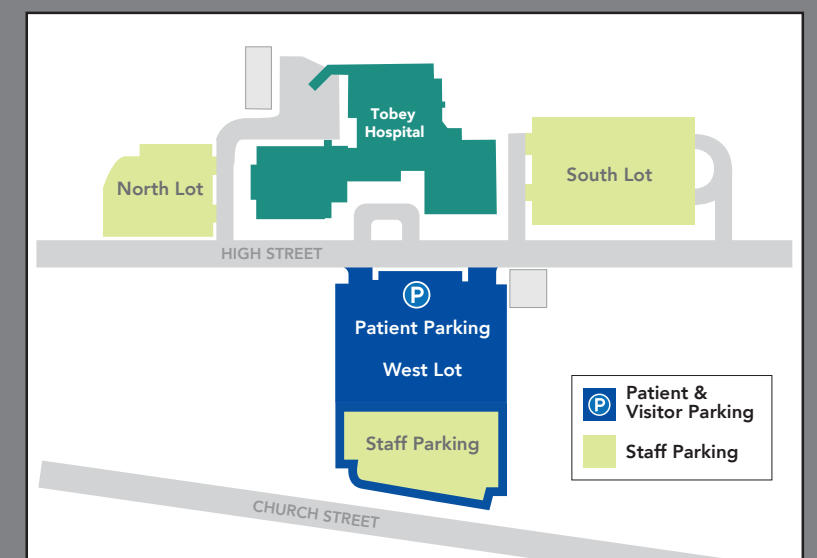 Tobey
Hospital
North Lot
South Lot
HIGH STREET
P
Patient Parking
West Lot
Staff Parking
P
Patient &
Visitor Parking
Staff Parking
CHURCH STREET